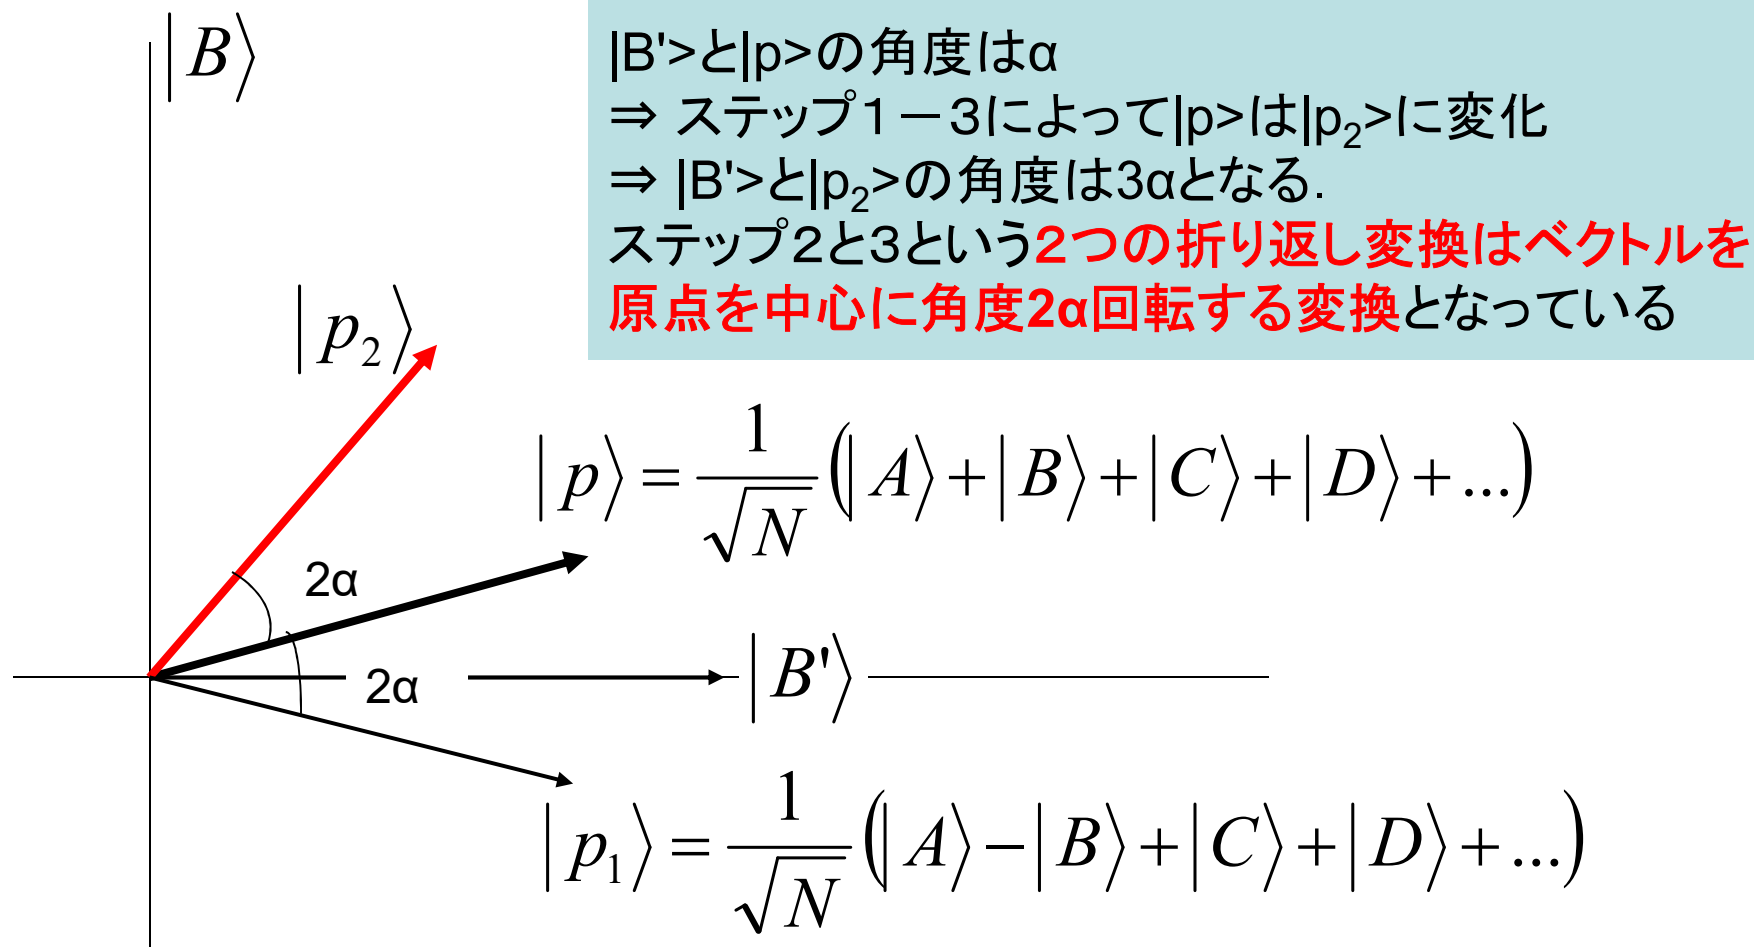 |B⟩
|B'>と|p>の角度はα
⇒ ステップ１－３によって|p>は|p₂>に変化
⇒ |B'>と|p₂>の角度は3αとなる.
ステップ２と３という２つの折り返し変換はベクトルを
原点を中心に角度2α回転する変換となっている
|p₂⟩
|p⟩ = 1/√N (|A⟩+|B⟩+|C⟩+|D⟩+...)
2α
2α
|B'⟩
|p₁⟩ = 1/√N (|A⟩−|B⟩+|C⟩+|D⟩+...)